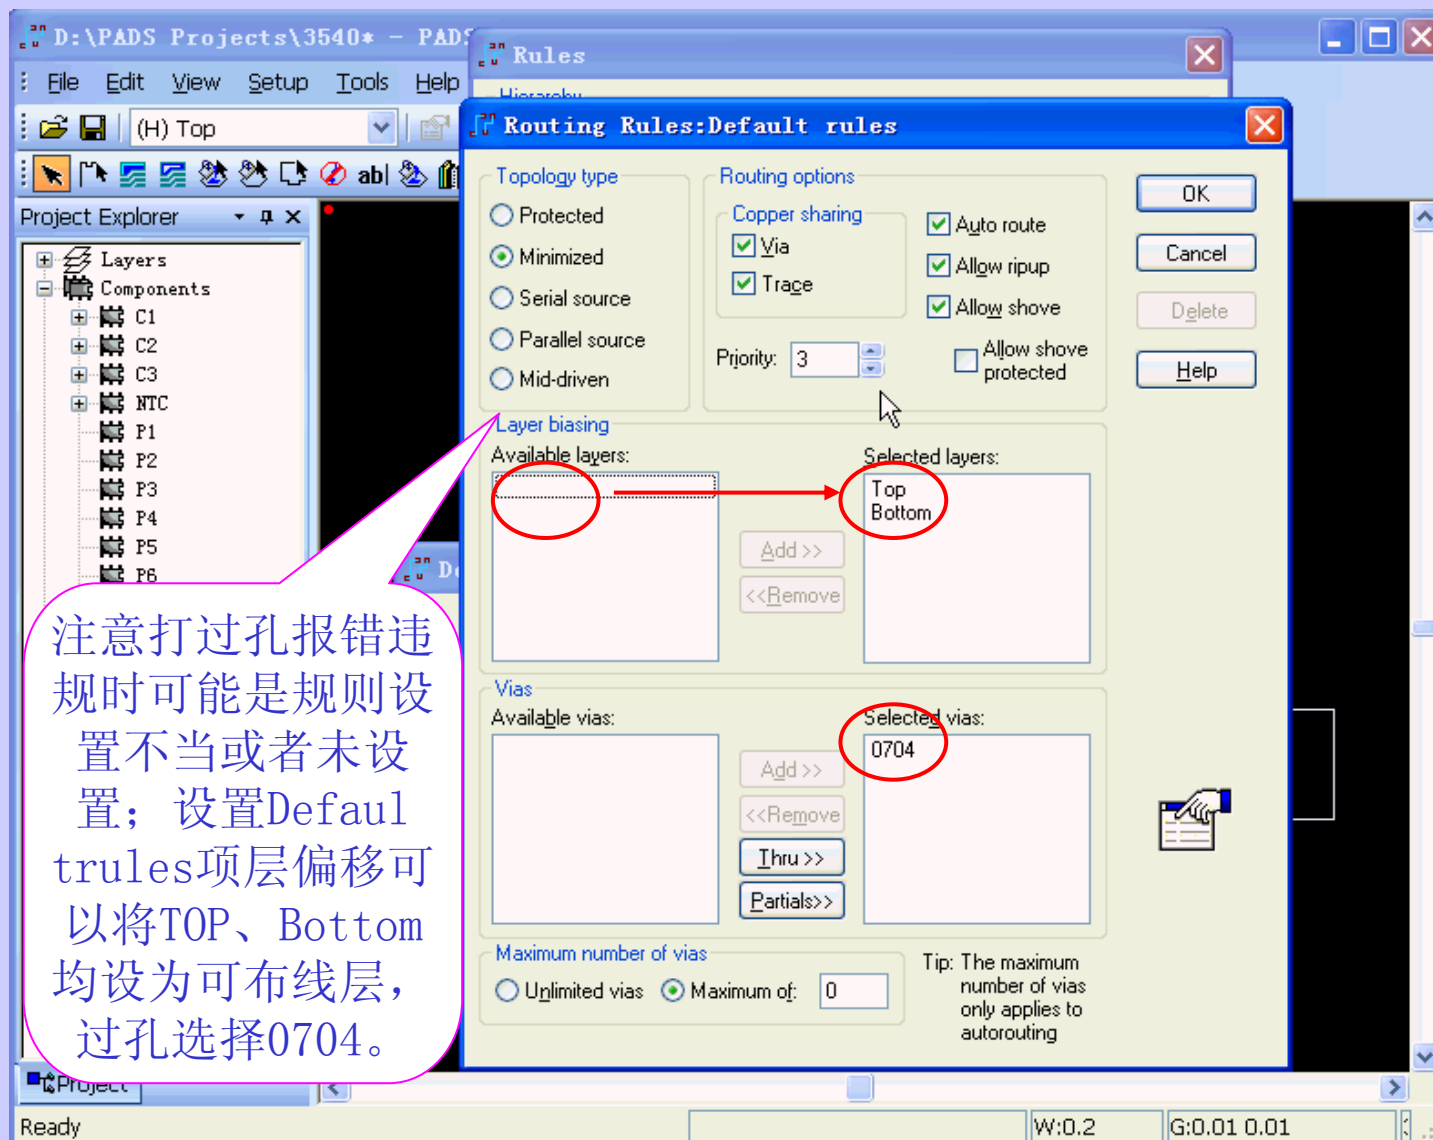 D:\PADS Projects\3540* - PADS
Rules
File Edit View Setup Tools Help
Hierarchy
(H) Top
Routing Rules:Default rules
abl
Project Explorer
Layers
Components
C1
C2
C3
NTC
P1
P2
P3
P4
P5
P6
Topology type
Protected
Minimized
Serial source
Parallel source
Mid-driven
Routing options
Copper sharing
Via
Trace
Auto route
Allow ripup
Allow shove
Priority: 3
Allow shove
protected
OK
Cancel
Delete
Help
Layer biasing
Available layers:
Selected layers:
Top
Bottom
Add >>
<<Remove
De
Vias
Available vias:
Selected vias:
0704
Add >>
<<Remove
Thru >>
Partials>>
Maximum number of vias
Unlimited vias Maximum of: 0
Tip: The maximum
number of vias
only applies to
autorouting
注意打过孔报错违
规时可能是规则设
置不当或者未设
置；设置Defaul
trules项层偏移可
以将TOP、Bottom
均设为可布线层，
过孔选择0704。
Project
Ready
W:0.2
G:0.01 0.01